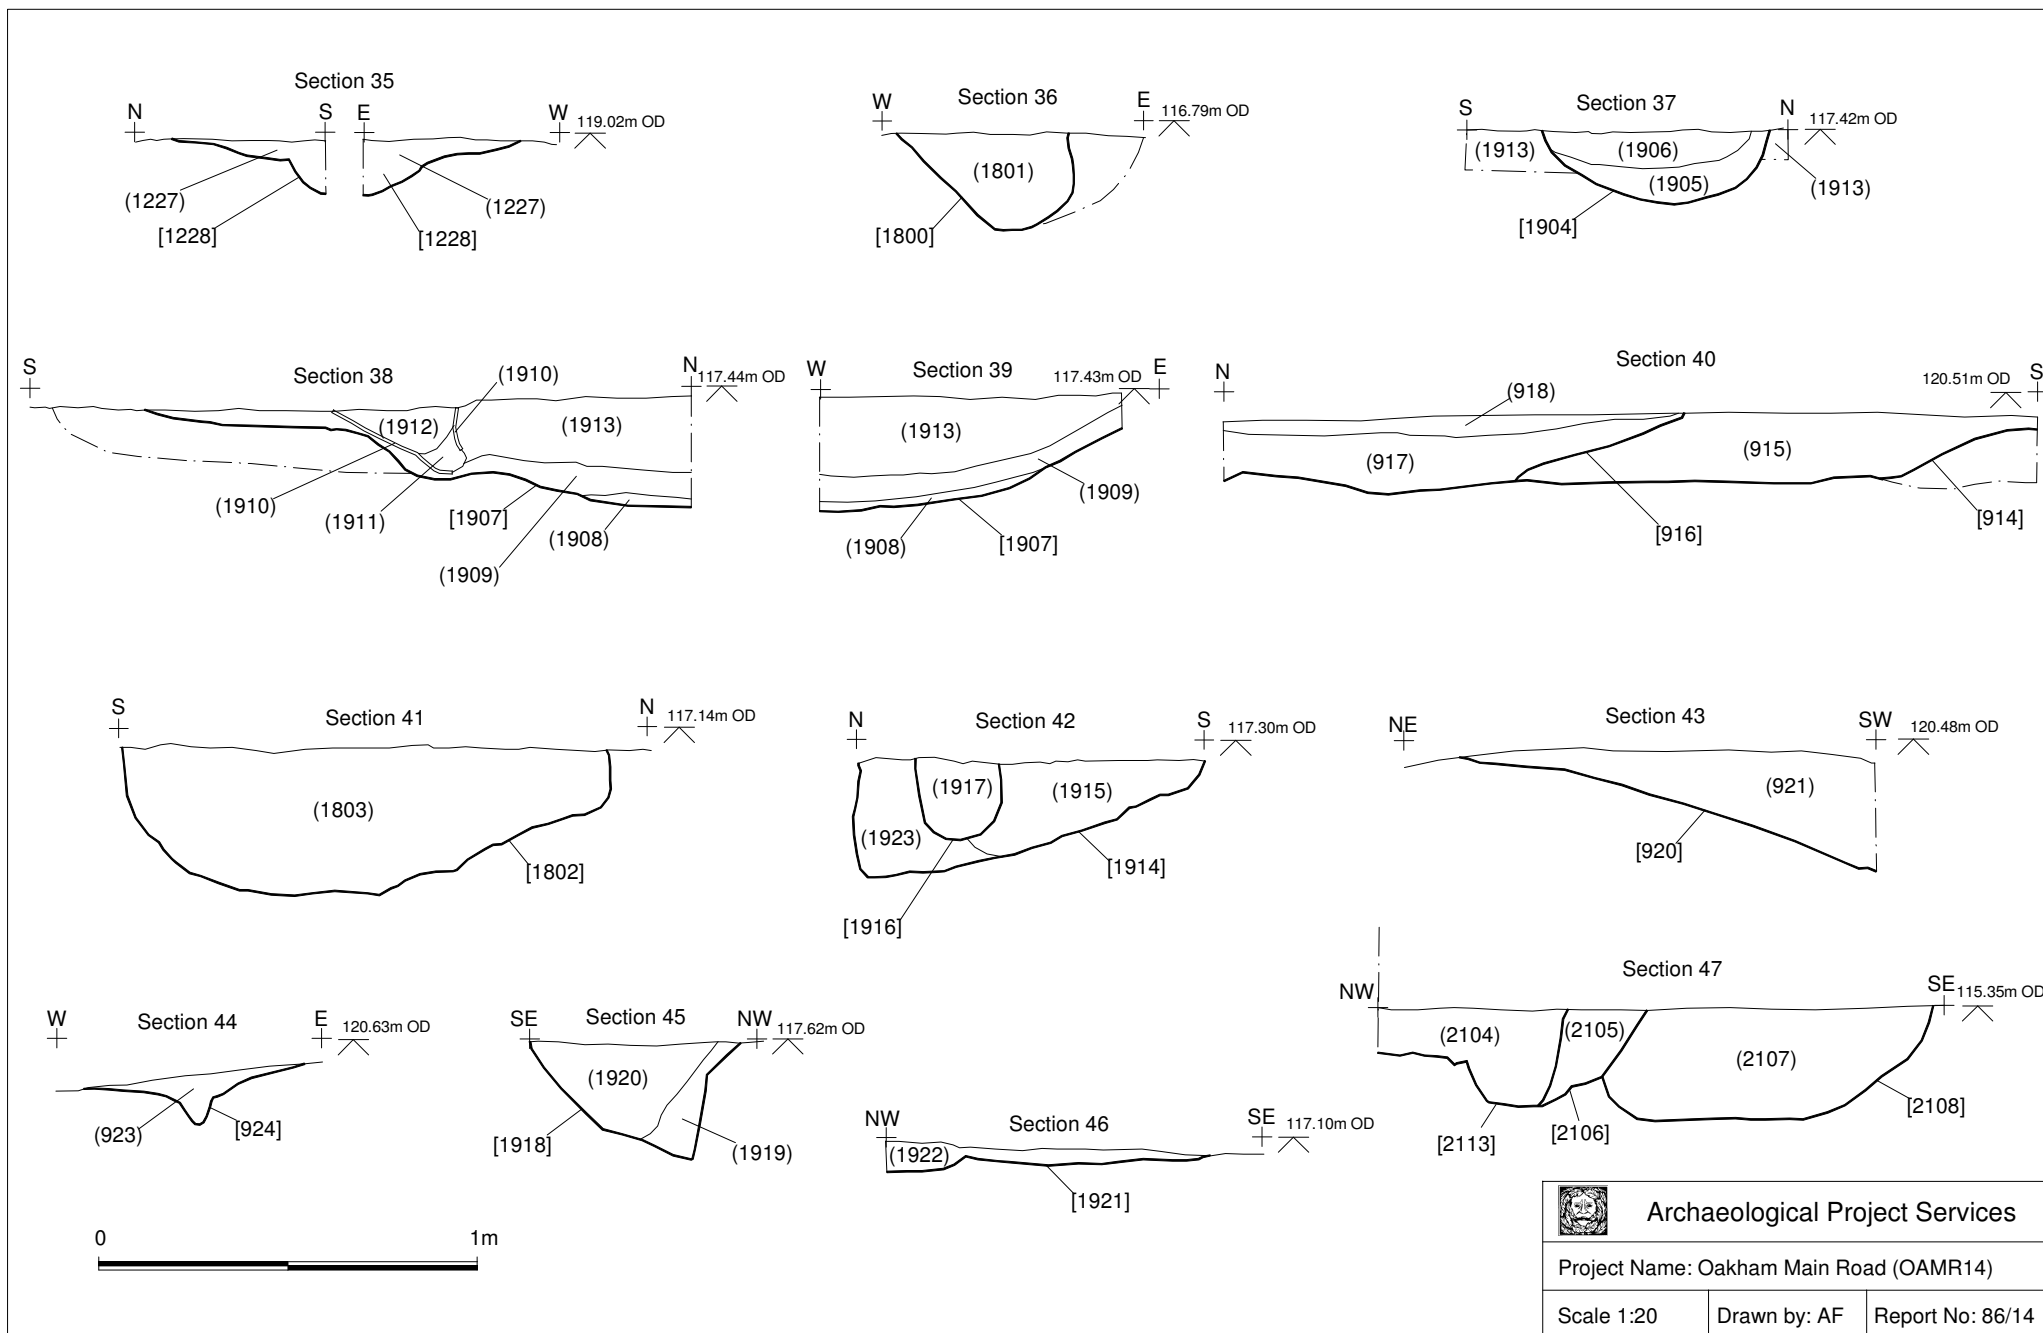 Section 35
N
S
E
W
119.02m OD
(1227)
[1228]
(1227)
[1228]
Section 36
W
E
116.79m OD
(1801)
[1800]
Section 37
S
N
117.42m OD
(1913)
(1906)
(1905)
(1913)
[1904]
Section 38
S
N
117.44m OD
(1910)
(1912)
(1913)
(1910)
(1911)
[1907]
(1908)
(1909)
Section 39
W
E
117.43m OD
(1913)
(1909)
(1908)
[1907]
Section 40
N
S
120.51m OD
(918)
(917)
(915)
[916]
[914]
Section 41
S
N
117.14m OD
(1803)
[1802]
Section 42
N
S
117.30m OD
(1917)
(1915)
(1923)
[1914]
[1916]
Section 43
NE
SW
120.48m OD
(921)
[920]
Section 44
W
E
120.63m OD
(923)
[924]
Section 45
SE
NW
117.62m OD
(1920)
[1918]
(1919)
Section 46
NW
SE
117.10m OD
(1922)
[1921]
Section 47
NW
SE
115.35m OD
(2104)
(2105)
(2107)
[2108]
[2106]
[2113]
0
1m
Archaeological Project Services
Project Name: Oakham Main Road (OAMR14)
Scale 1:20
Drawn by: AF
Report No: 86/14